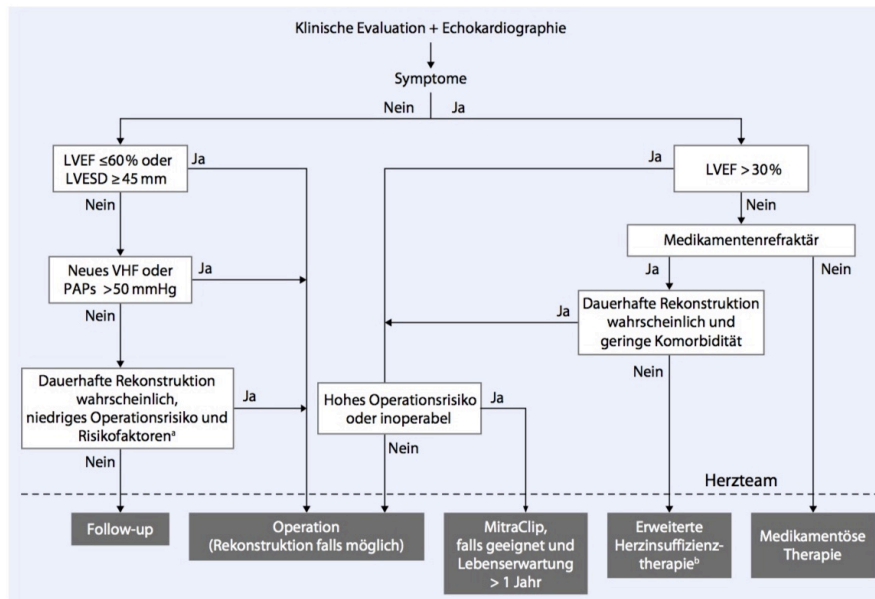 Klinische Evaluation + Echokardiographie
Symptome
Nein Ja
LVEF ≤60% oder
LVESD ≥ 45 mm
Ja
Ja
LVEF > 30%
Nein
Nein
Medikamentenrefraktär
Neues VHF oder
PAPs >50 mmHg
Ja
Ja
Nein
Nein
Dauerhafte Rekonstruktion
wahrscheinlich und
geringe Komorbidität
Ja
Dauerhafte Rekonstruktion
wahrscheinlich,
niedriges Operationsrisiko und
Risikofaktorenᵃ
Ja
Hohes Operationsrisiko
oder inoperabel
Ja
Nein
Nein
Nein
Herzteam
Follow-up
Operation
(Rekonstruktion falls möglich)
MitraClip,
falls geeignet und
Lebenserwartung
> 1 Jahr
Erweiterte
Herzinsuffizienz-
therapieᵇ
Medikamentöse
Therapie